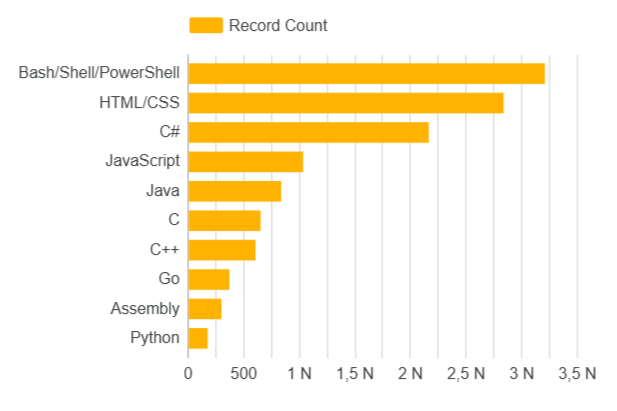 Record Count
Bash/Shell/PowerShell
HTML/CSS
C#
JavaScript
Java
C
C++
Go
Assembly
Python
0 500 1 N 1,5 N 2 N 2,5 N 3 N 3,5 N